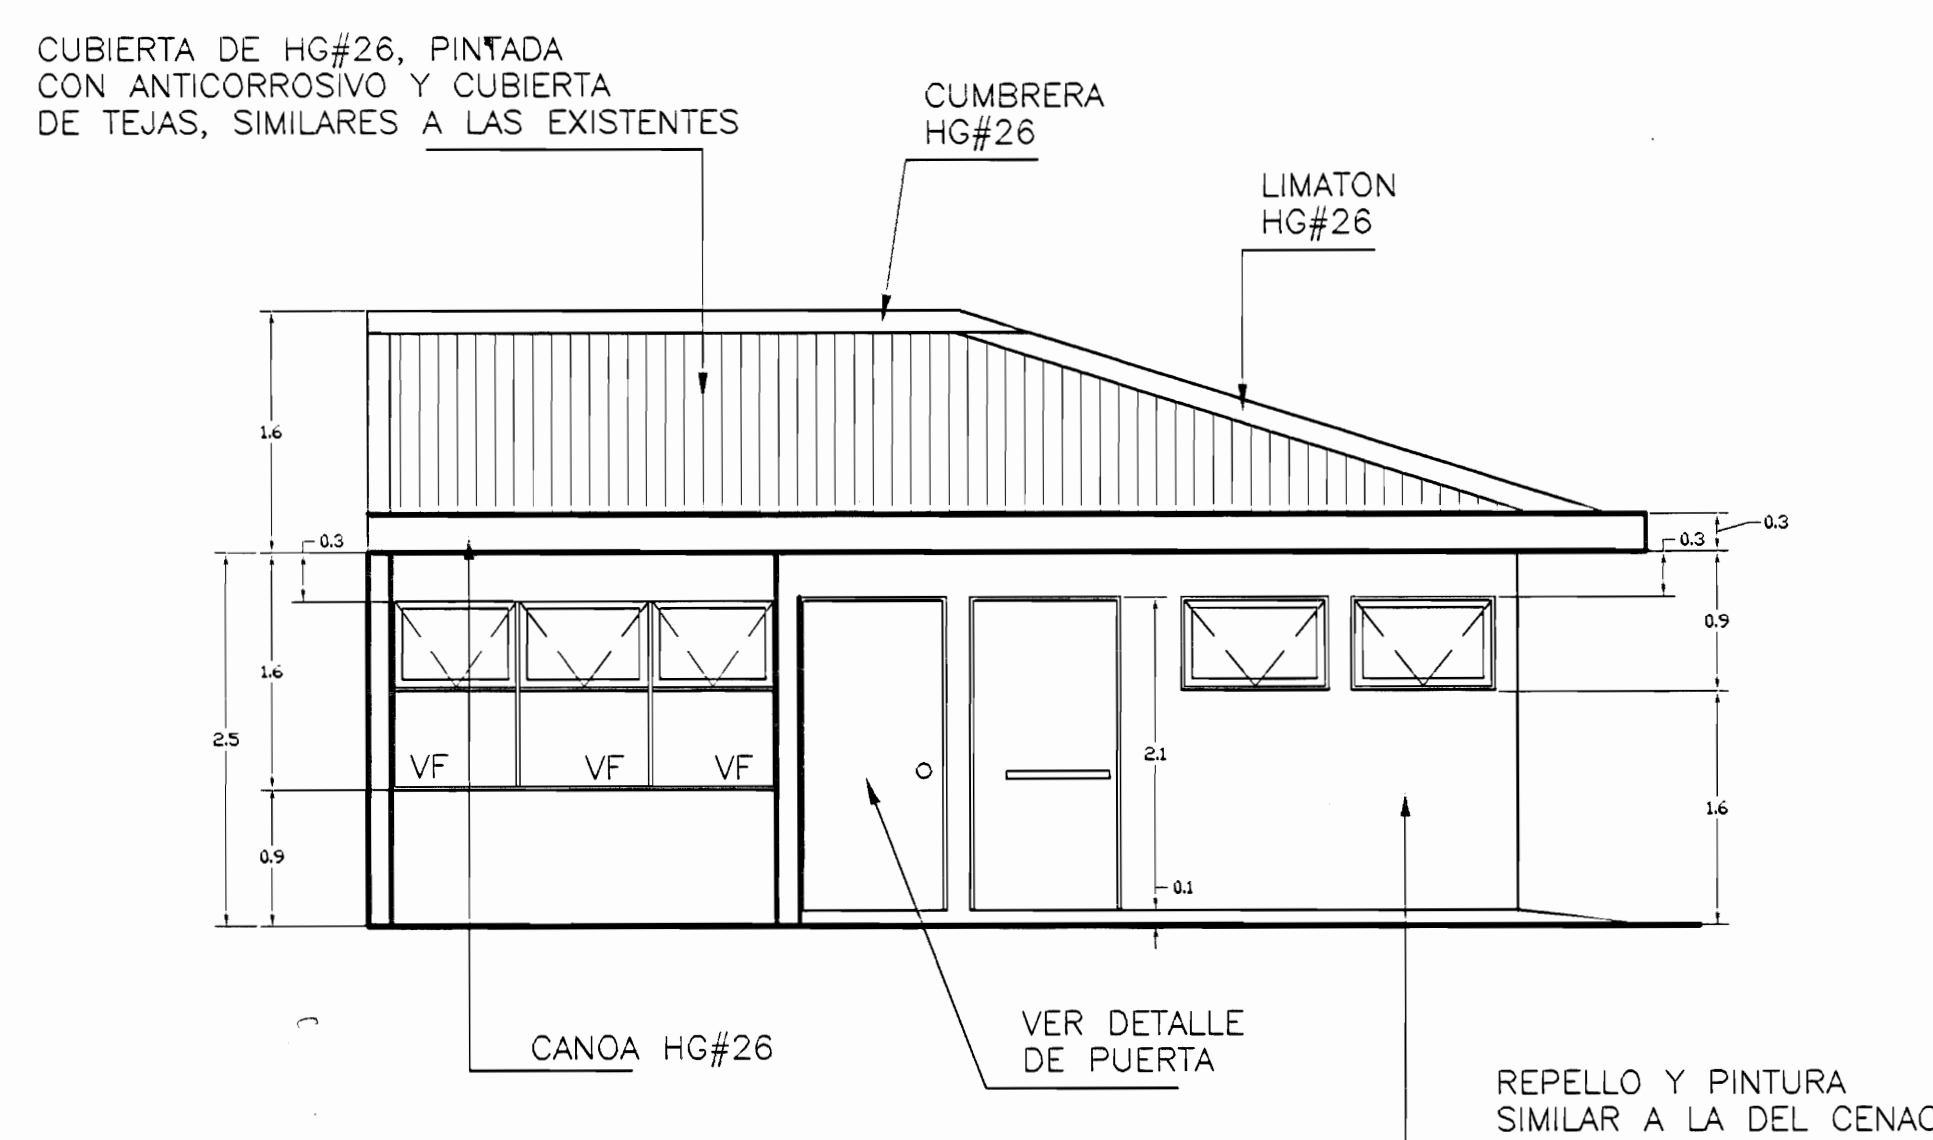 CUBIERTA DE HG#26, PINTADA
CON ANTICORROSIVO Y CUBIERTA
DE TEJAS, SIMILARES A LAS EXISTENTES
CUMBRERA
HG#26
LIMATON
HG#26
1.6
0.3
0.3
0.3
1.6
0.9
2.5
VF VF VF
2.1
1.6
0.9
0.1
CANOA HG#26
VER DETALLE
DE PUERTA
REPELLO Y PINTURA
SIMILAR A LA DEL CENAC